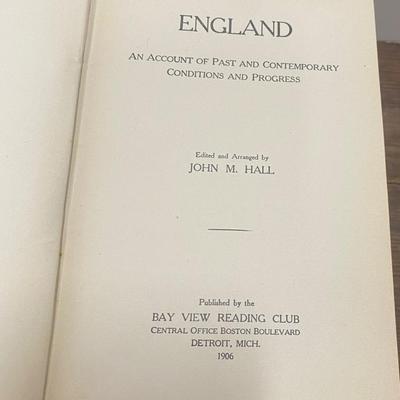 ENGLAND
AN ACCOUNT OF PAST AND CONTEMPORARY
CONDITIONS AND PROGRESS
Edited and Arranged by
JOHN M. HALL
Published by the
BAY VIEW READING CLUB
CENTRAL OFFICE BOSTON BOULEVARD
DETROIT, MICH.
1906